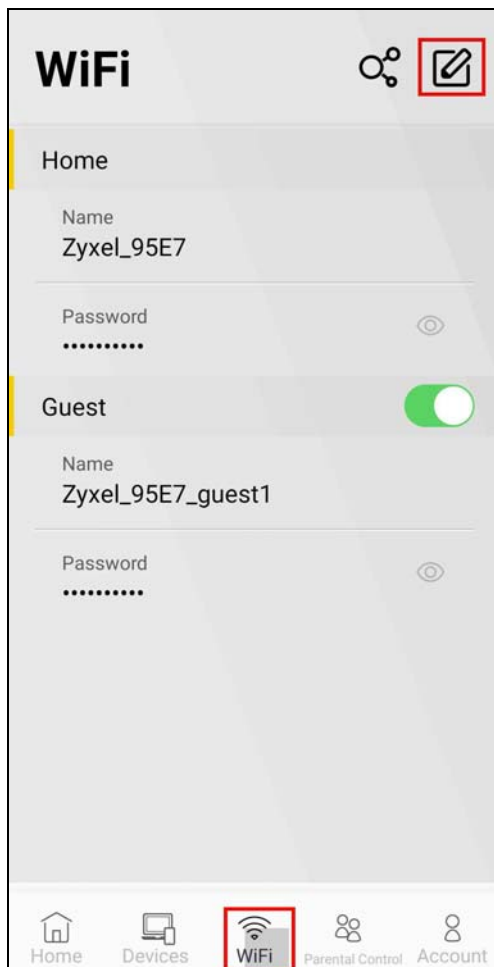 WiFi
Home
Name
Zyxel_95E7
Password
••••••••••
Guest
Name
Zyxel_95E7_guest1
Password
••••••••••
Home Devices WiFi Parental Control Account